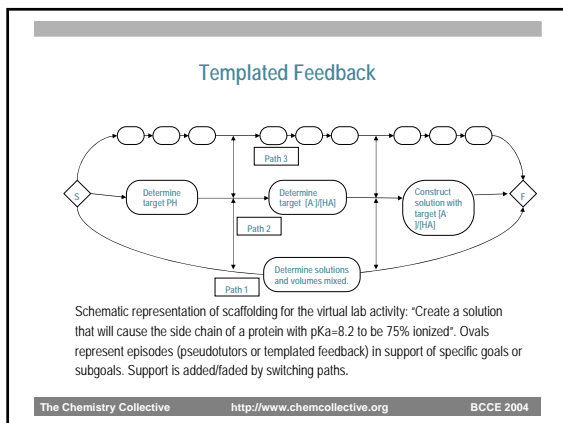 Templated Feedback
Path 3
S
Determine
target PH
Determine
target [A-]/[HA]
Construct
solution with
target [A-
]/[HA]
F
Path 2
Determine solutions
and volumes mixed.
Path 1
Schematic representation of scaffolding for the virtual lab activity: “Create a solution
that will cause the side chain of a protein with pKa=8.2 to be 75% ionized”. Ovals
represent episodes (pseudotutors or templated feedback) in support of specific goals or
subgoals. Support is added/faded by switching paths.
The Chemistry Collective http://www.chemcollective.org BCCE 2004